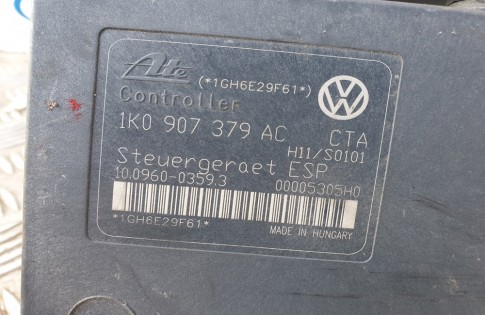 Ate (*1GH6E29F61*)
Controller
1K0 907 379 AC CTA
H11/S0101
Steuergeraet ESP
10.0960-0359.3 00005305H0
*1GH6E29F61*
MADE IN HUNGARY